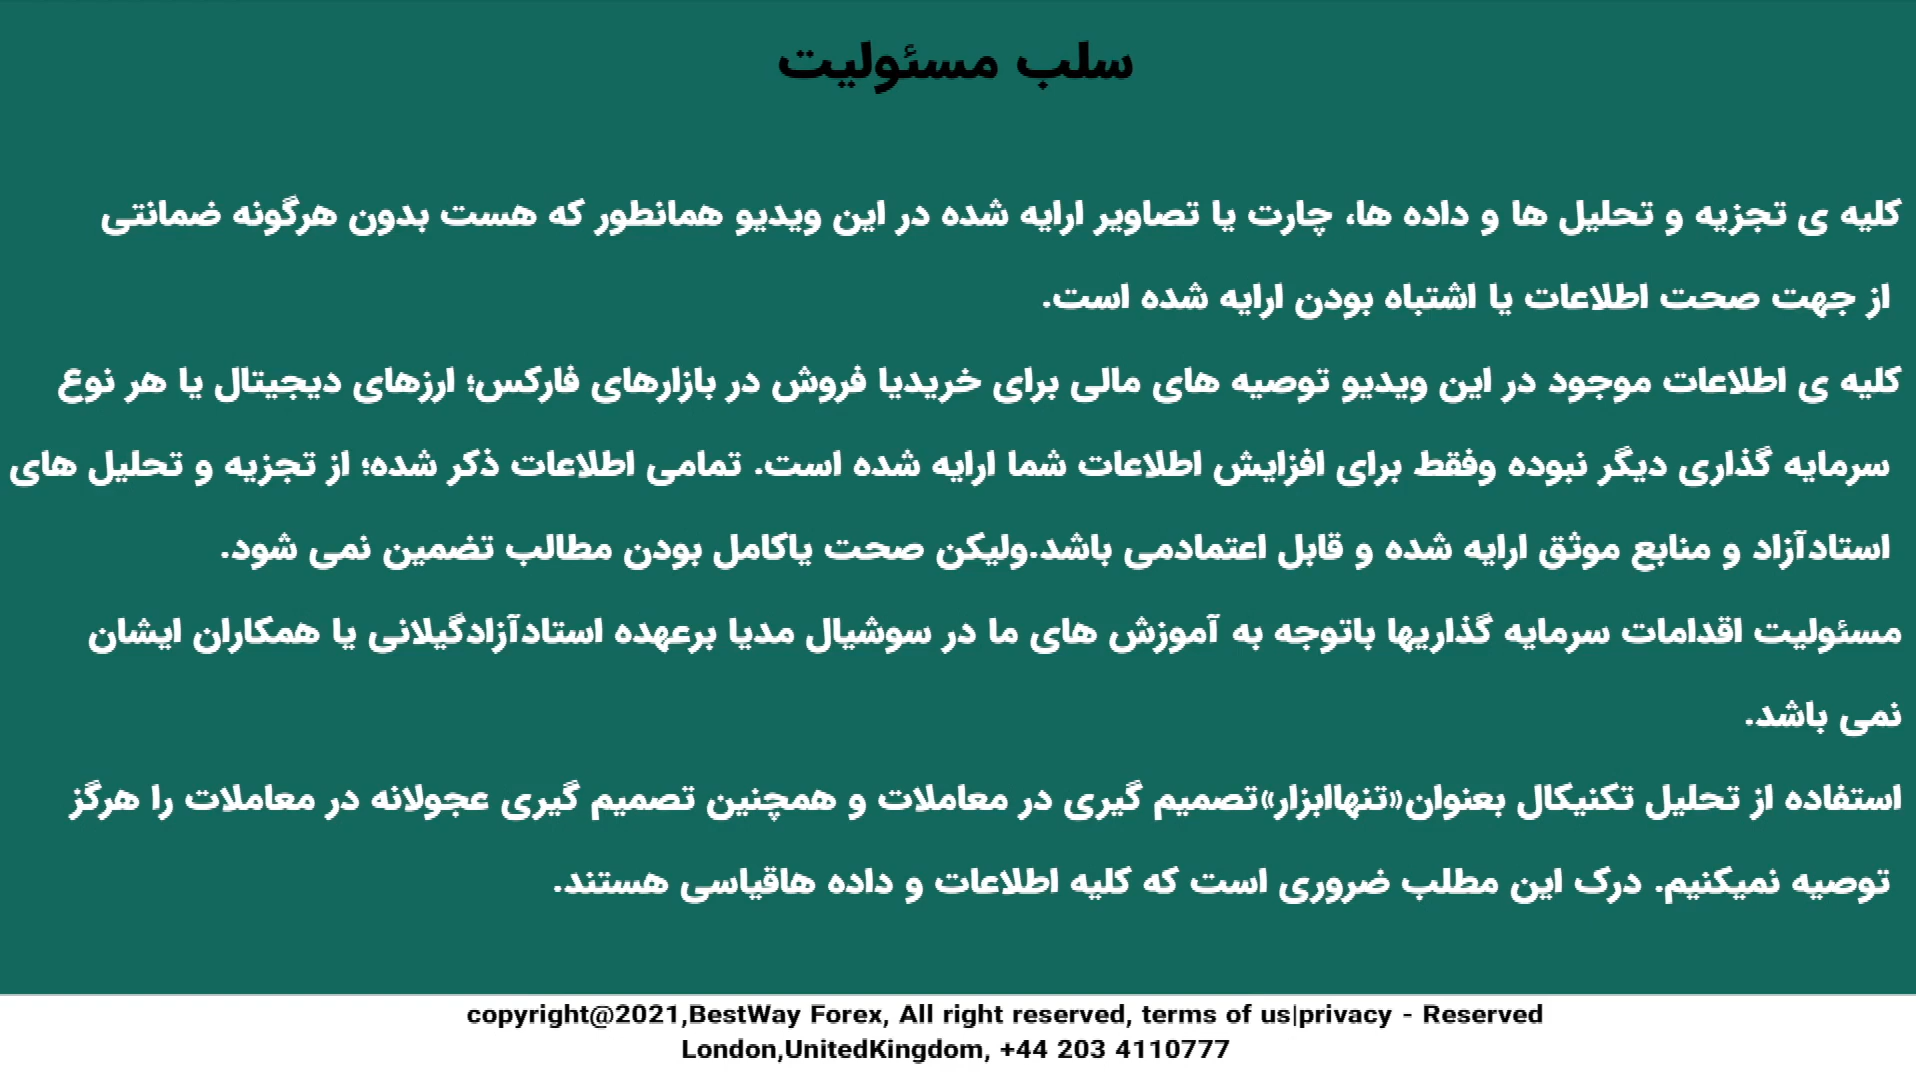 سلب مسئولیت
کلیه ی تجزیه و تحلیل ها و داده ها، چارت یا تصاویر ارایه شده در این ویدیو همانطور که هست بدون هرگونه ضمانتی
از جهت صحت اطلاعات یا اشتباه بودن ارایه شده است.
کلیه ی اطلاعات موجود در این ویدیو توصیه های مالی برای خریدیا فروش در بازارهای فارکس؛ ارزهای دیجیتال یا هر نوع
سرمایه گذاری دیگر نبوده وفقط برای افزایش اطلاعات شما ارایه شده است. تمامی اطلاعات ذکر شده؛ از تجزیه و تحلیل های
استادآزاد و منابع موثق ارایه شده و قابل اعتمادمی باشد.ولیکن صحت یاکامل بودن مطالب تضمین نمی شود.
مسئولیت اقدامات سرمایه گذاریها باتوجه به آموزش های ما در سوشیال مدیا برعهده استادآزادگیلانی یا همکاران ایشان
نمی باشد.
استفاده از تحلیل تکنیکال بعنوان«تنهاابزار»تصمیم گیری در معاملات و همچنین تصمیم گیری عجولانه در معاملات را هرگز
توصیه نمیکنیم. درک این مطلب ضروری است که کلیه اطلاعات و داده هاقیاسی هستند.
copyright@2021,BestWay Forex, All right reserved, terms of us|privacy - Reserved
London,UnitedKingdom, +44 203 4110777